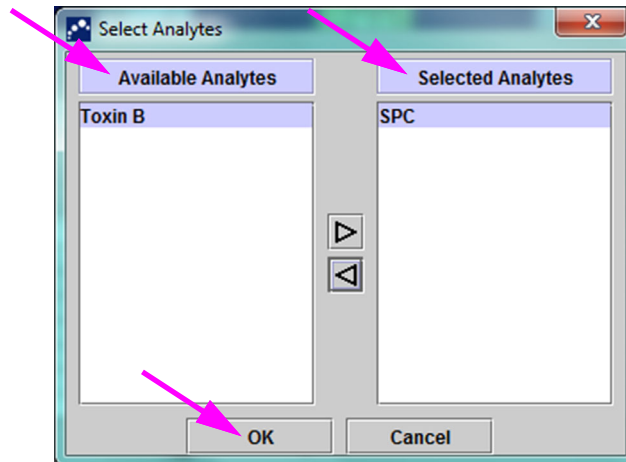 Select Analytes
Available Analytes
Selected Analytes
Toxin B
SPC
OK
Cancel